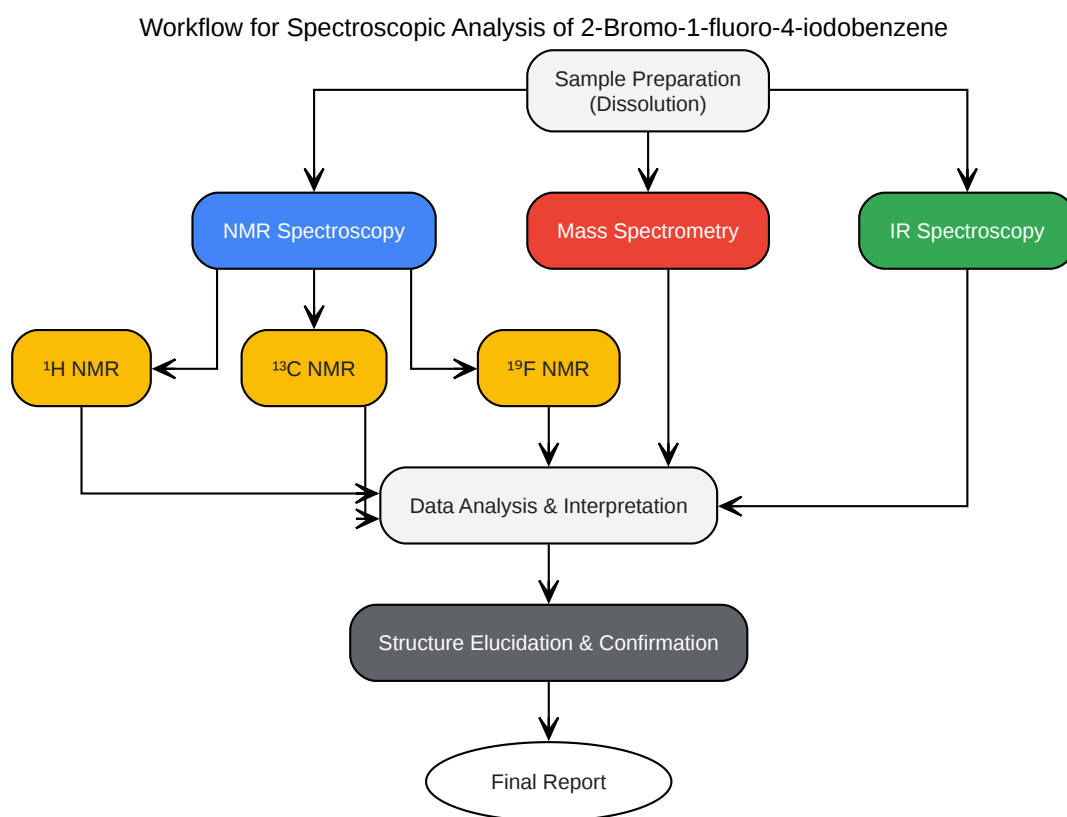 Workflow for Spectroscopic Analysis of 2-Bromo-1-fluoro-4-iodobenzene
Sample Preparation
(Dissolution)
NMR Spectroscopy
Mass Spectrometry
IR Spectroscopy
¹H NMR
¹³C NMR
¹⁹F NMR
Data Analysis & Interpretation
Structure Elucidation & Confirmation
Final Report